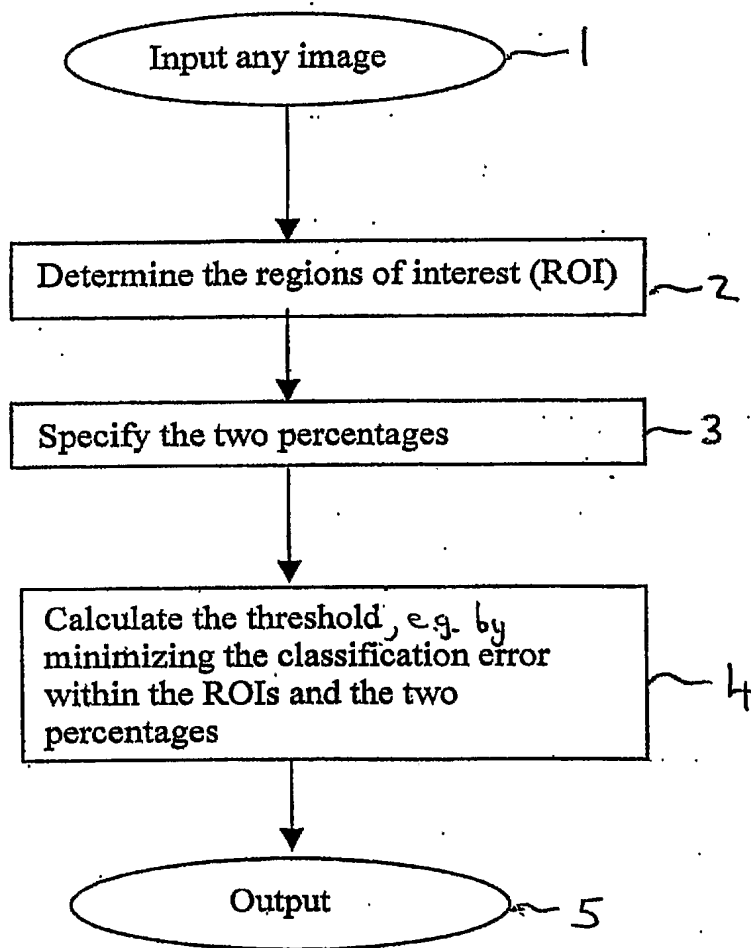 Input any image
1
Determine the regions of interest (ROI)
2
Specify the two percentages
3
Calculate the threshold, e.g. by
minimizing the classification error
within the ROIs and the two
percentages
4
Output
5